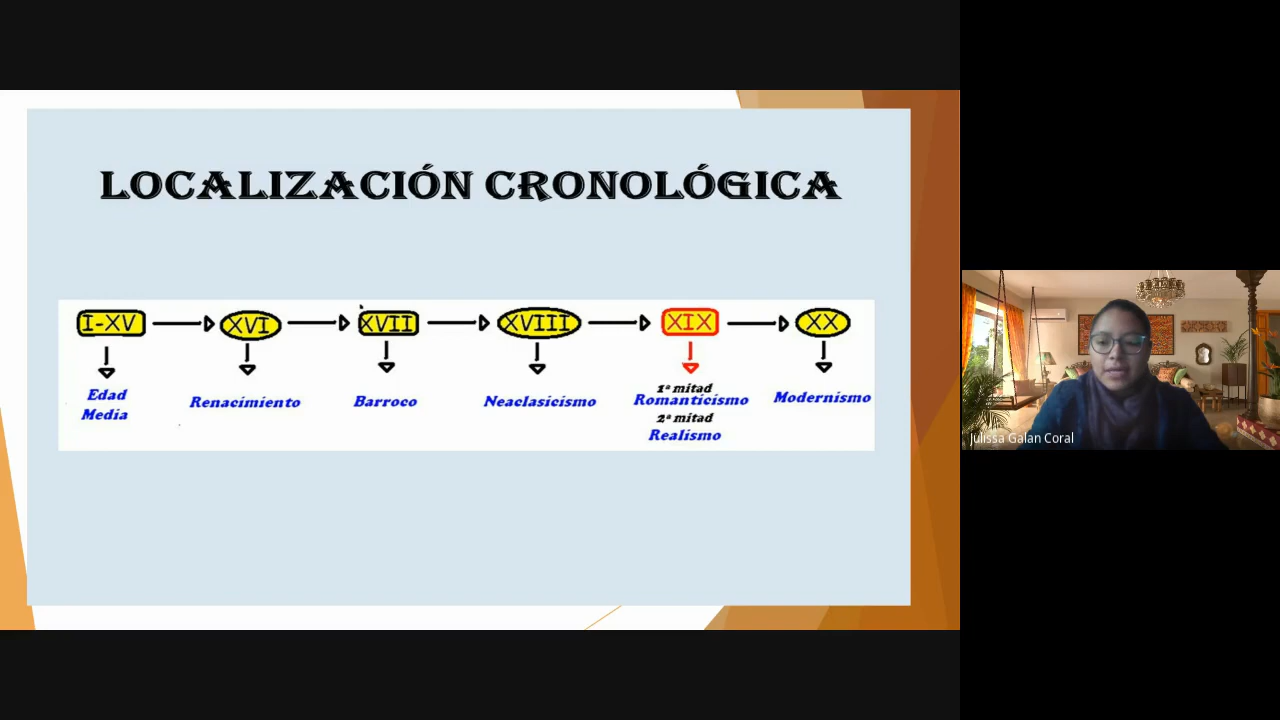 LOCALIZACIÓN CRONOLÓGICA
I-XV XVI XVII XVIII XIX XX
Edad Media
Renacimiento
Barroco
Neaclasicismo
1ª mitad
Romanticismo
2ª mitad
Realismo
Modernismo
Julissa Galan Coral